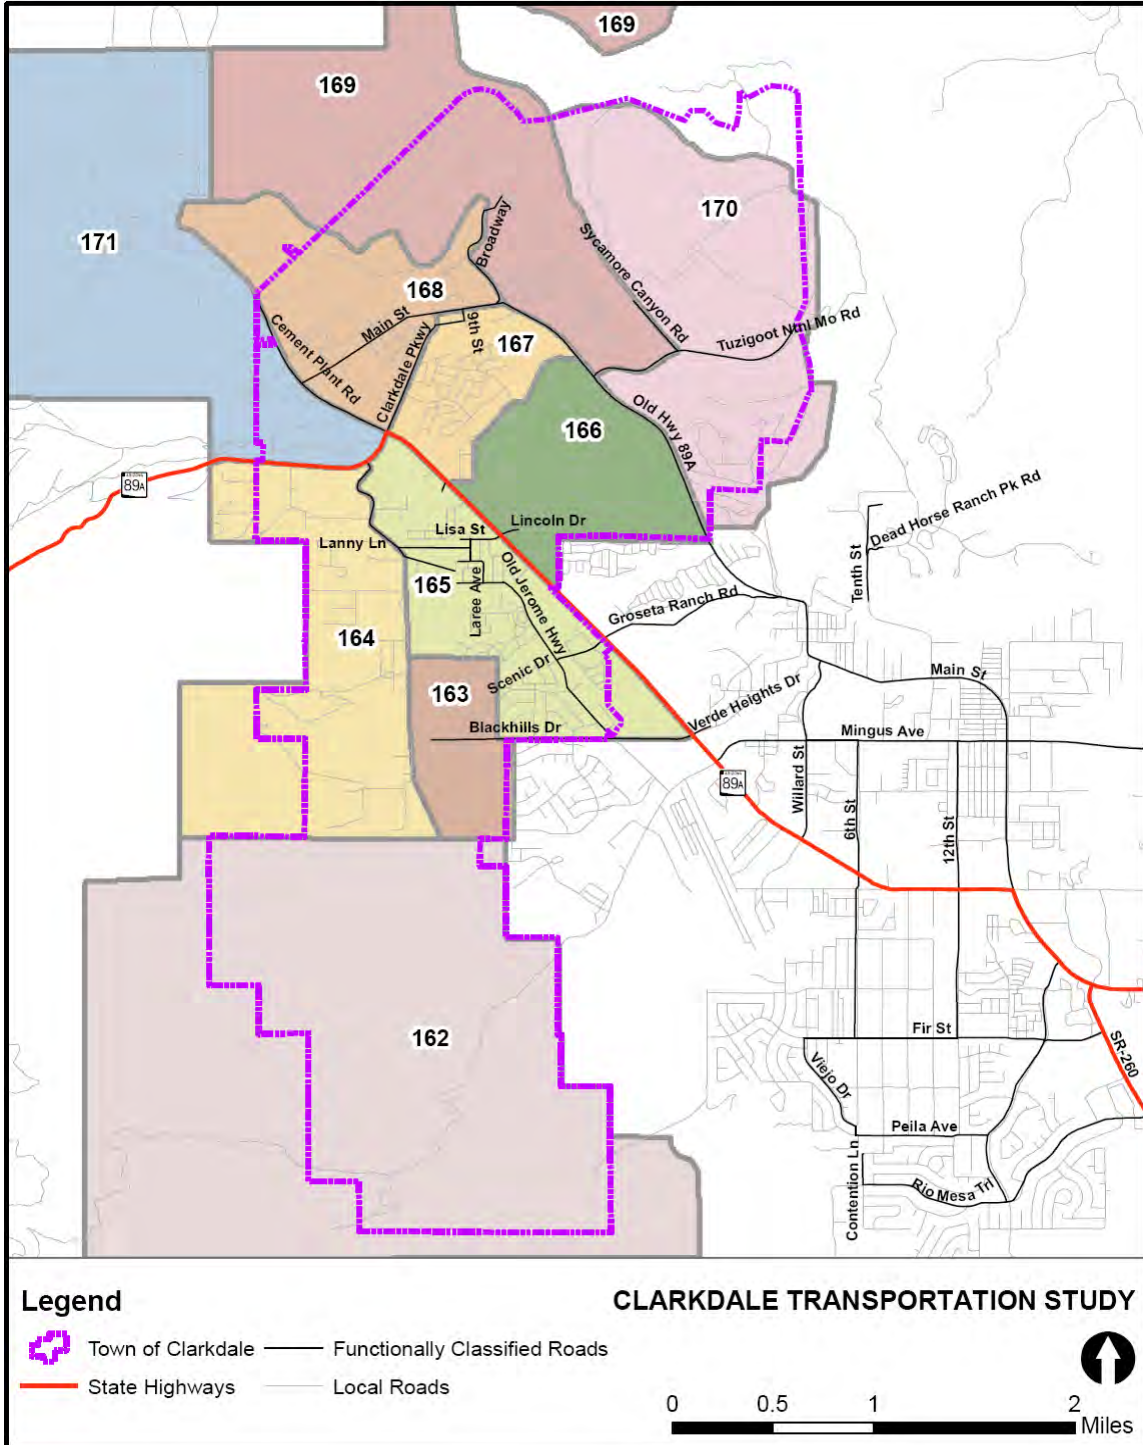 169
169
170
171
Broadway
Sycamore Canyon Rd
168
Main St
9th St
167
Tuzigoot Ntnl Mo Rd
Cement Plant Rd
Clarkdale Pkwy
Old Hwy 89A
166
ARIZONA
89A
Dead Horse Ranch Pk Rd
Lisa St
Lincoln Dr
Lanny Ln
Tenth St
165
Laree Ave
Old Jerome Hwy
Groseta Ranch Rd
164
163
Scenic Dr
Main St
Verde Heights Dr
Blackhills Dr
Mingus Ave
ARIZONA
89A
Willard St
6th St
12th St
162
Fir St
SR-260
Viejo Dr
Peila Ave
Contention Ln
Rio Mesa Trl
Legend
CLARKDALE TRANSPORTATION STUDY
Town of Clarkdale
Functionally Classified Roads
State Highways
Local Roads
0 0.5 1 2
Miles